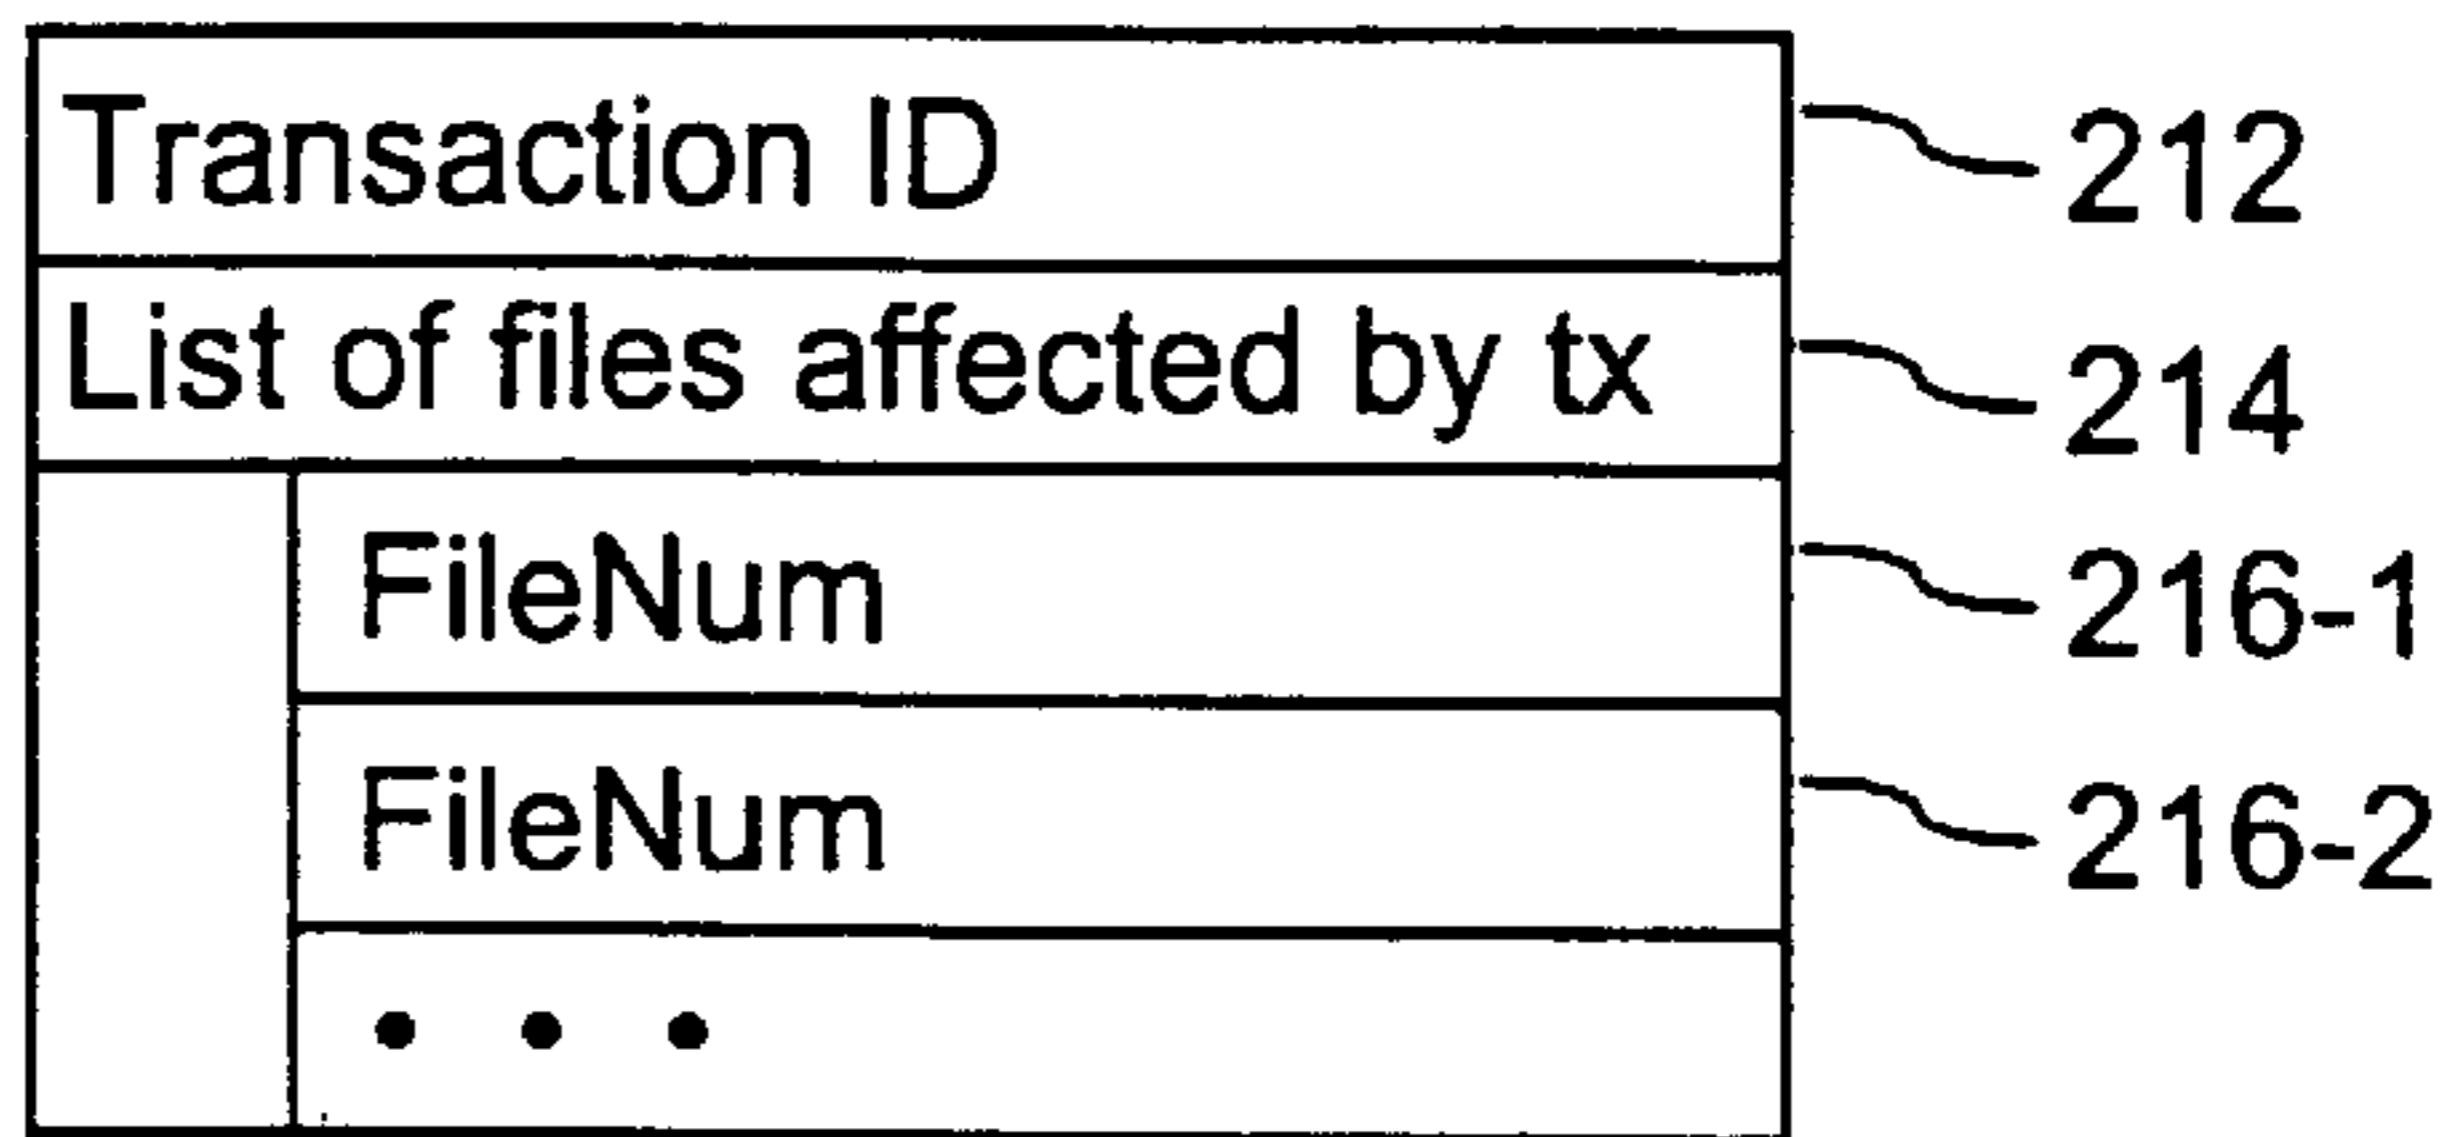 Transaction ID 212
List of files affected by tx 214
FileNum 216-1
FileNum 216-2
• • •